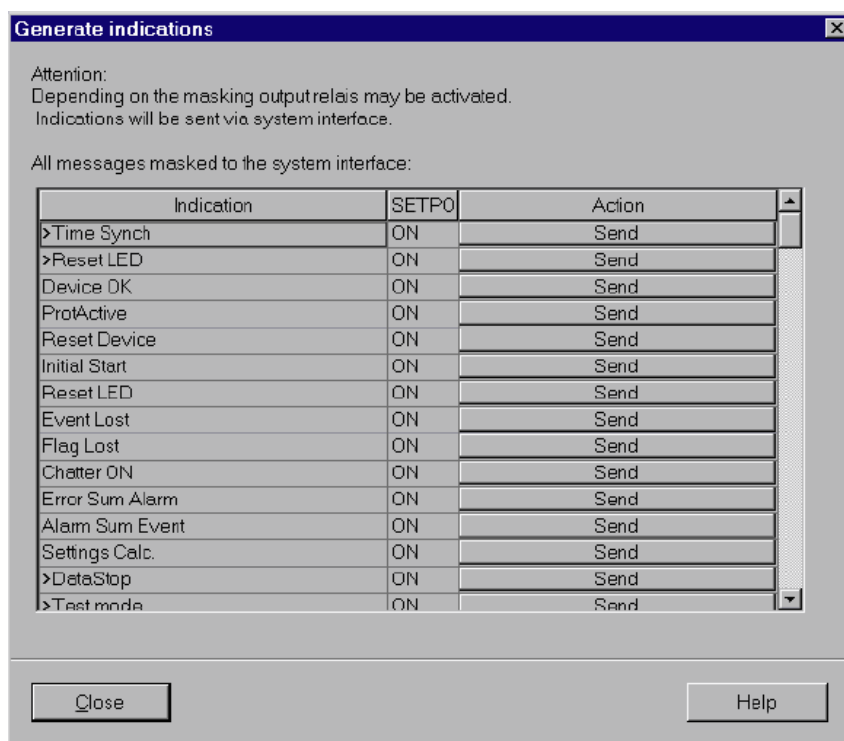 Generate indications
Attention:
Depending on the masking output relais may be activated.
Indications will be sent via system interface.
All messages masked to the system interface:
Indication SETPO Action
>Time Synch ON Send
>Reset LED ON Send
Device OK ON Send
ProtActive ON Send
Reset Device ON Send
Initial Start ON Send
Reset LED ON Send
Event Lost ON Send
Flag Lost ON Send
Chatter ON ON Send
Error Sum Alarm ON Send
Alarm Sum Event ON Send
Settings Calc. ON Send
>DataStop ON Send
>Test mode ON Send
Close Help